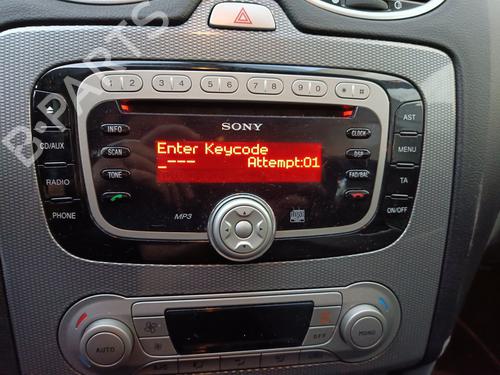 1 2 3 4 5 6 7 8 9 0 * #
SONY
INFO
CLOCK
AST
CD/AUX
SCAN
Enter Keycode
_--- Attempt:01
DSP
MENU
RADIO
TONE
FAD/BAL
TA
PHONE
MP3
ON/OFF
AUTO
OFF
MONO
B-PARTS